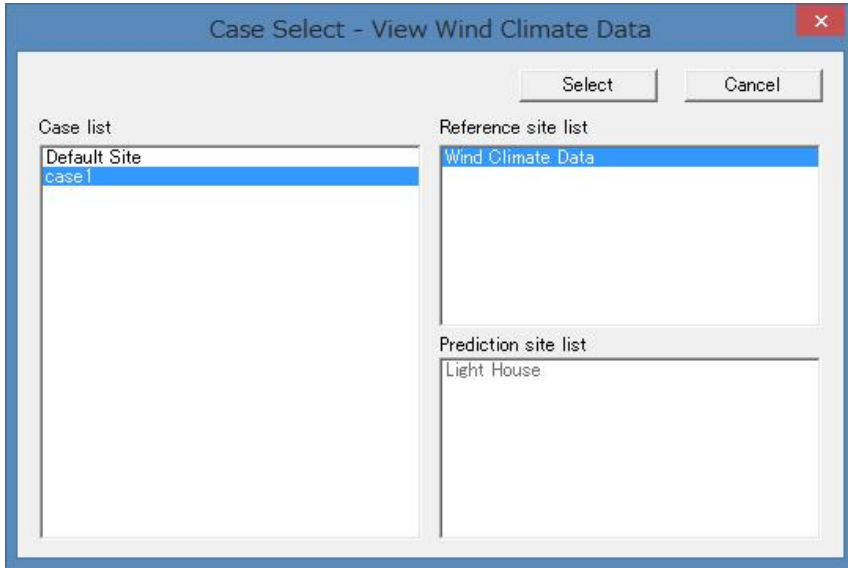 Case Select - View Wind Climate Data
Select
Cancel
Case list
Default Site
case1
Reference site list
Wind Climate Data
Prediction site list
Light House